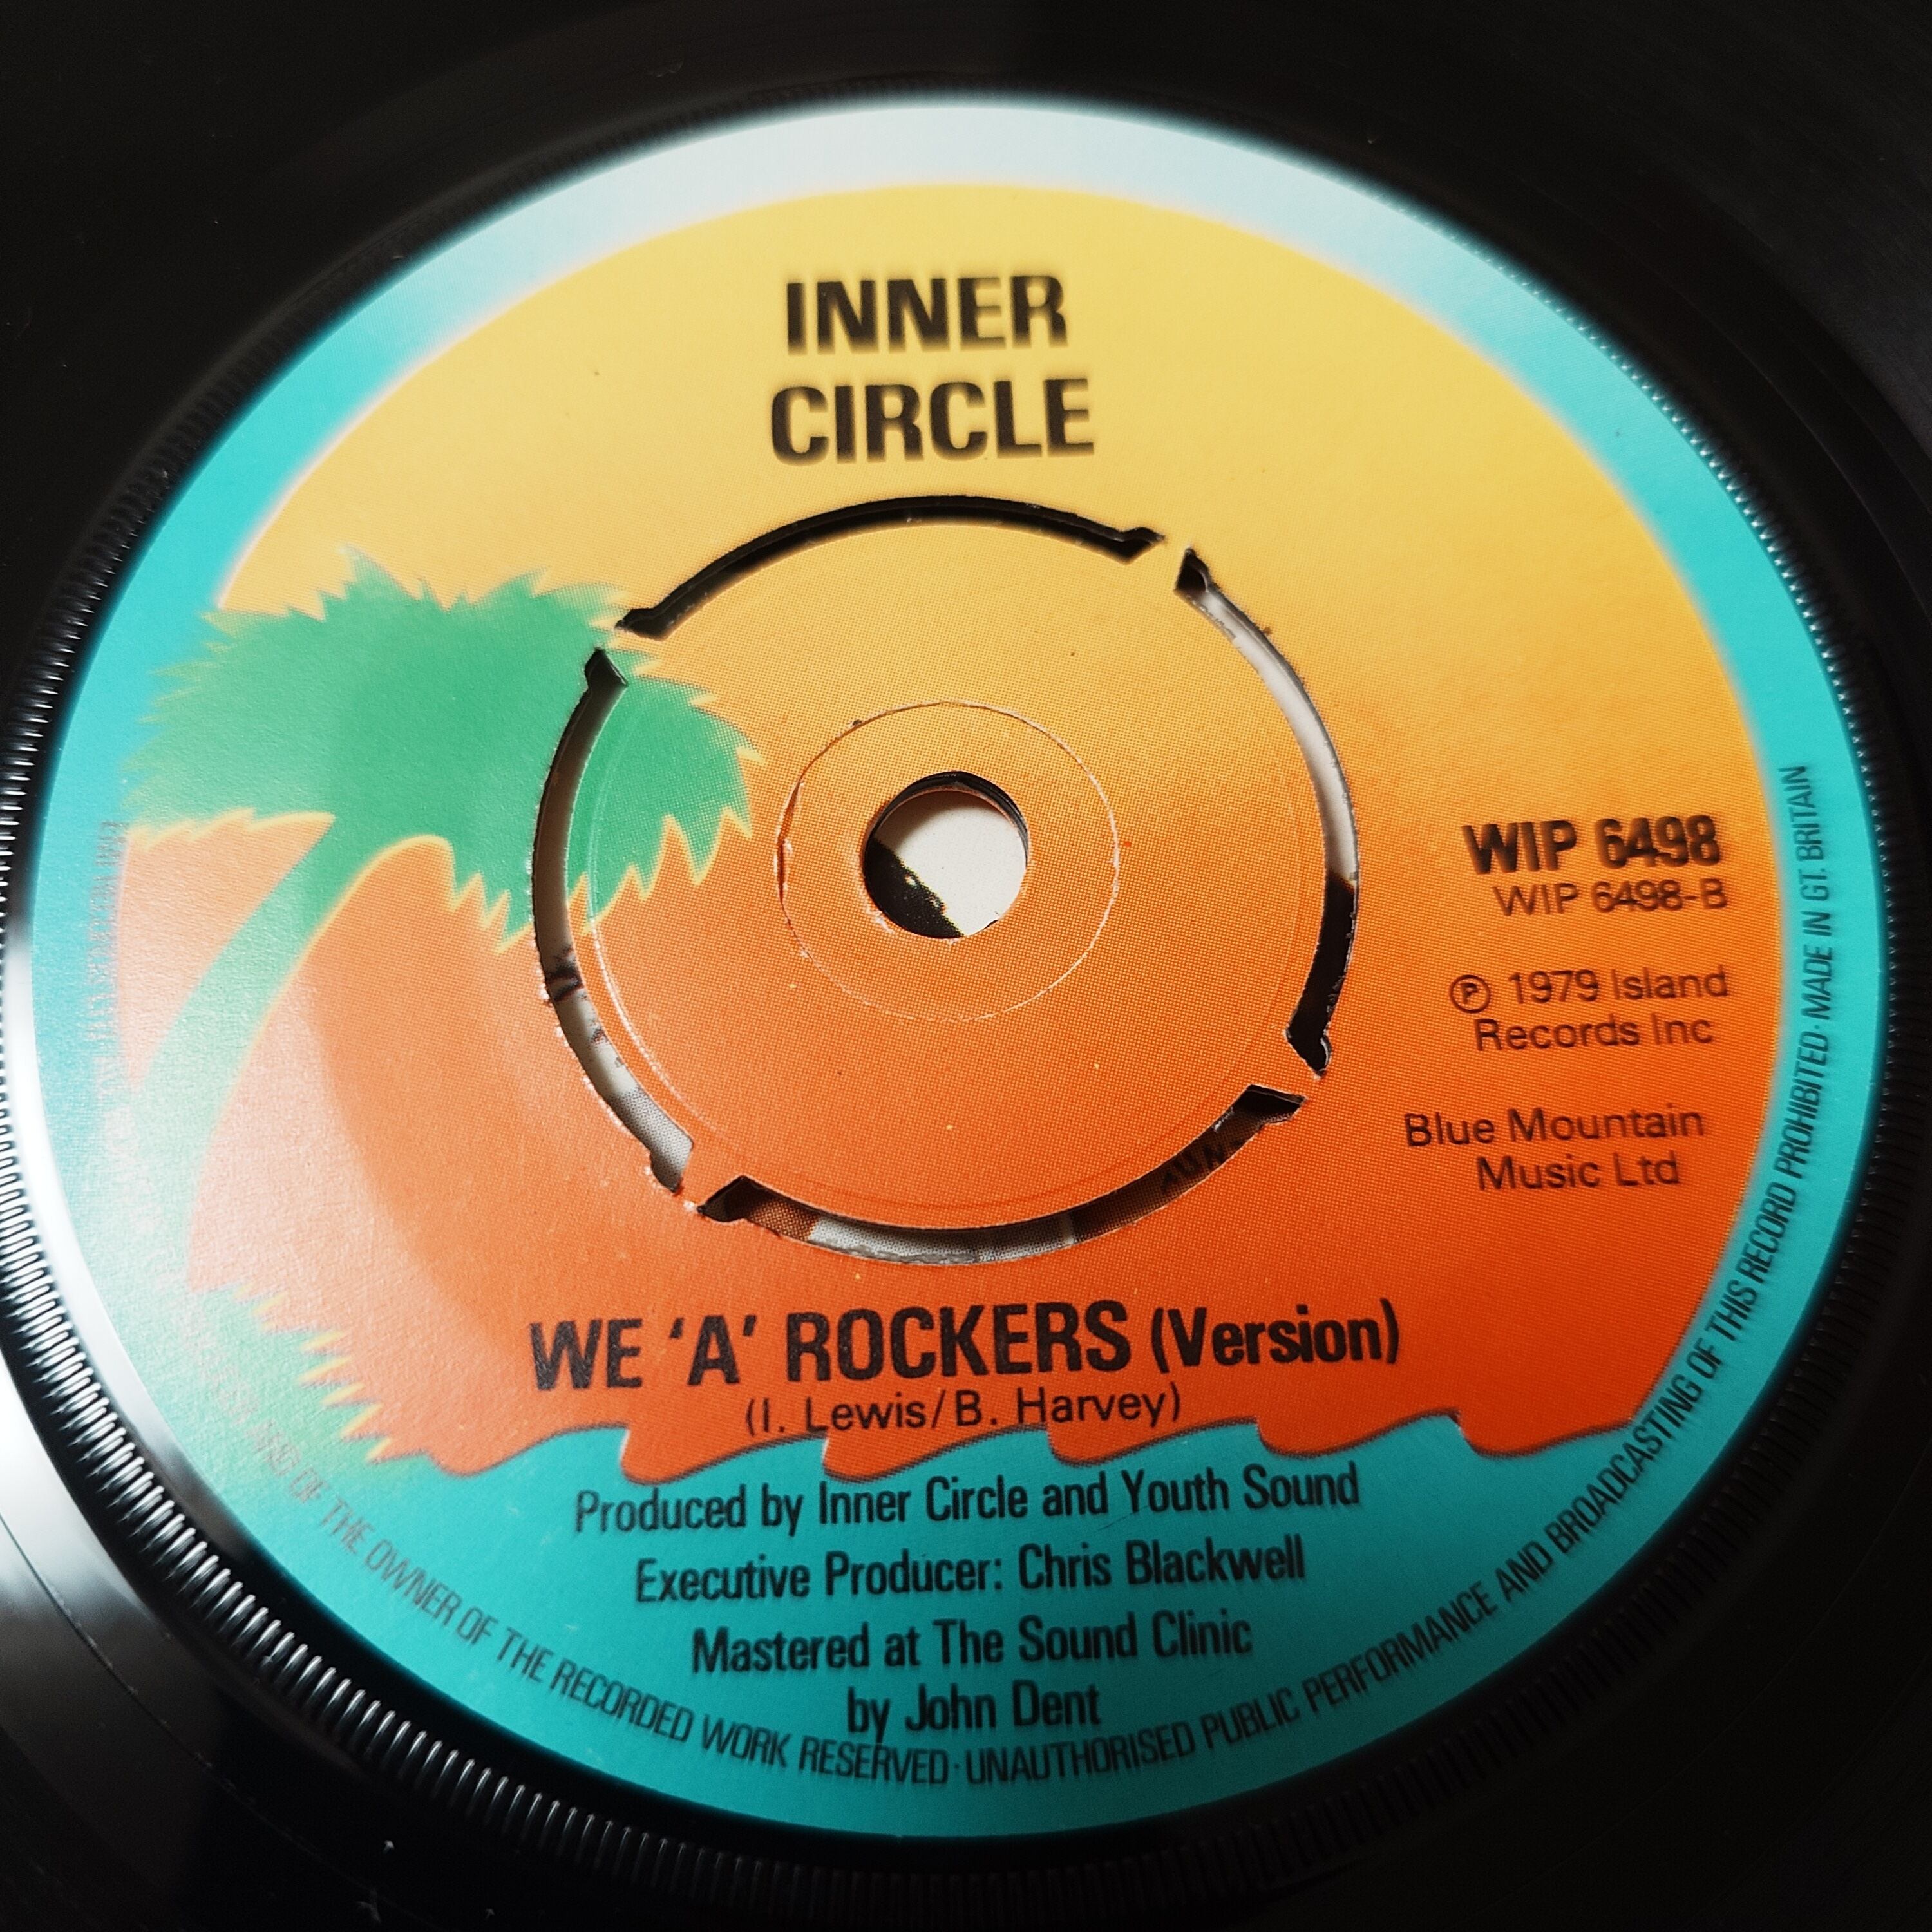 INNER
CIRCLE
WIP 6498
WIP 6498-B
Ⓟ 1979 Island
Records Inc
Blue Mountain
Music Ltd
WE ‘A’ ROCKERS (Version)
(I. Lewis/B. Harvey)
Produced by Inner Circle and Youth Sound
Executive Producer: Chris Blackwell
Mastered at The Sound Clinic
by John Dent
AND OF THE OWNER OF THE RECORDED WORK RESERVED · UNAUTHORISED PUBLIC PERFORMANCE AND BROADCASTING OF THIS RECORD PROHIBITED · MADE IN GT. BRITAIN